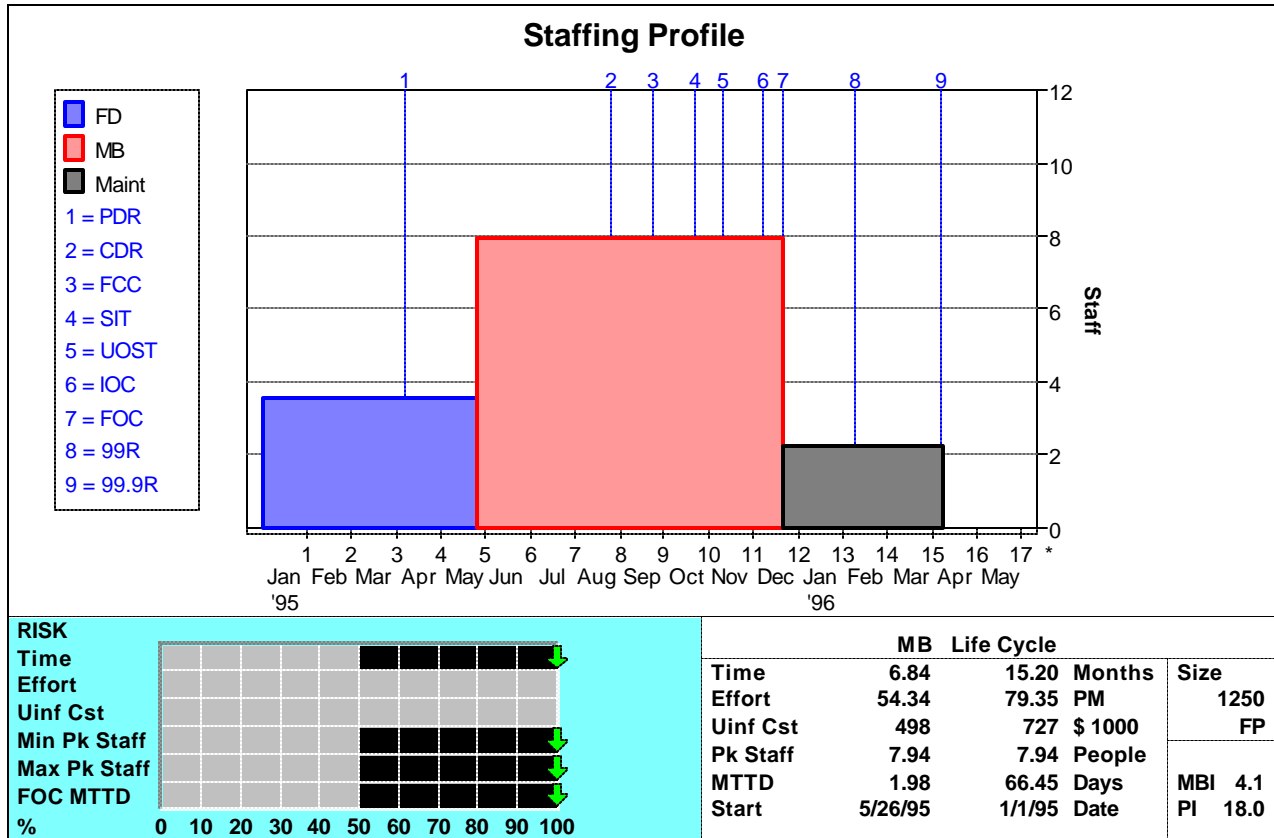 Staffing Profile
1 2 3 4 5 6 7 8 9
FD
MB
Maint
1 = PDR
2 = CDR
3 = FCC
4 = SIT
5 = UOST
6 = IOC
7 = FOC
8 = 99R
9 = 99.9R
12
10
8
6
4
2
0
Staff
1 2 3 4 5 6 7 8 9 10 11 12 13 14 15 16 17 *
Jan Feb Mar Apr May Jun Jul Aug Sep Oct Nov Dec Jan Feb Mar Apr May
'95 '96
RISK
Time
Effort
Uinf Cst
Min Pk Staff
Max Pk Staff
FOC MTTD
% 0 10 20 30 40 50 60 70 80 90 100
MB Life Cycle
Time 6.84 15.20 Months
Effort 54.34 79.35 PM
Uinf Cst 498 727 $ 1000
Pk Staff 7.94 7.94 People
MTTD 1.98 66.45 Days
Start 5/26/95 1/1/95 Date
Size
1250
FP
MBI 4.1
PI 18.0